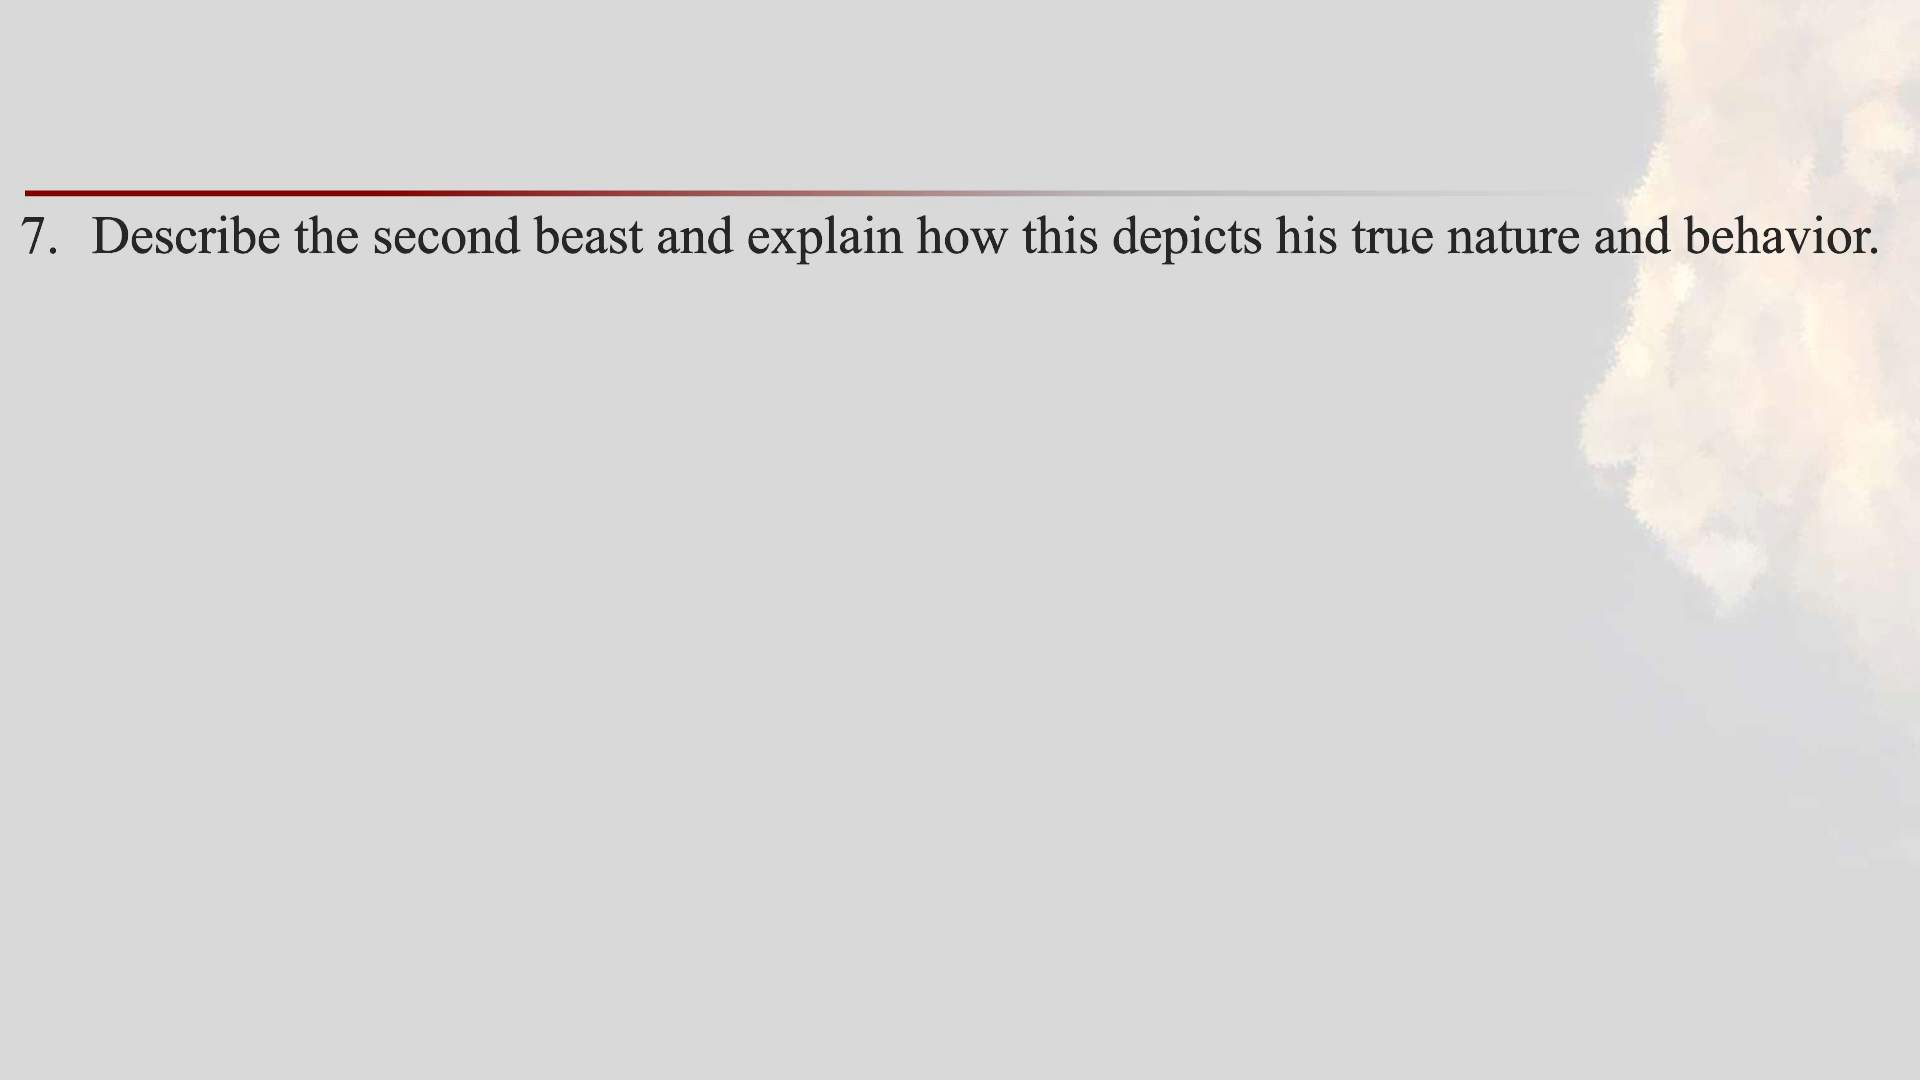 7. Describe the second beast and explain how this depicts his true nature and behavior.